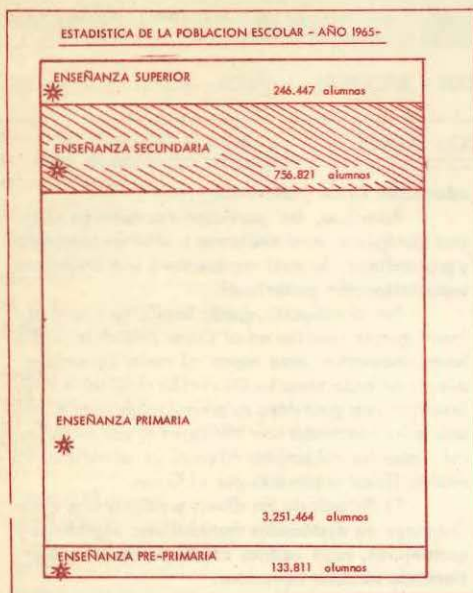 ESTADISTICA DE LA POBLACION ESCOLAR - AÑO 1965-
ENSEÑANZA SUPERIOR
246.447 alumnos
ENSEÑANZA SECUNDARIA
756.821 alumnos
ENSEÑANZA PRIMARIA
3.251.464 alumnos
ENSEÑANZA PRE-PRIMARIA
133.811 alumnos